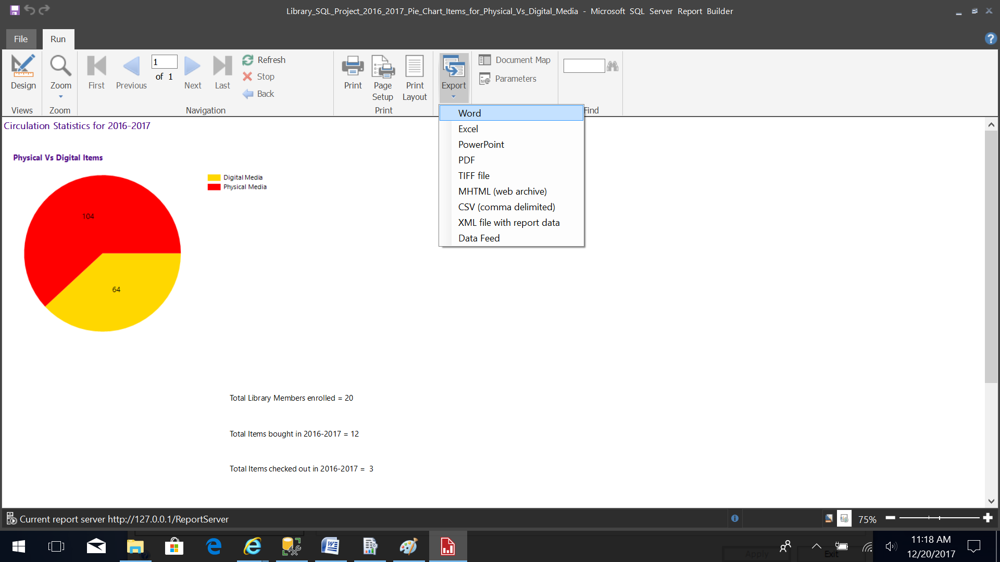 Library_SQL_Project_2016_2017_Pie_Chart_Items_for_Physical_Vs_Digital_Media - Microsoft SQL Server Report Builder
File
Run
Design
Zoom
First
Previous
1
of 1
Next
Last
Refresh
Stop
Back
Print
Page Setup
Print Layout
Export
Document Map
Parameters
Views
Zoom
Navigation
Print
Find
Word
Excel
PowerPoint
PDF
TIFF file
MHTML (web archive)
CSV (comma delimited)
XML file with report data
Data Feed
Circulation Statistics for 2016-2017
Physical Vs Digital Items
Digital Media
Physical Media
104
64
Total Library Members enrolled = 20
Total Items bought in 2016-2017 = 12
Total Items checked out in 2016-2017 = 3
Current report server http://127.0.0.1/ReportServer
75%
11:18 AM
12/20/2017
Apply
Exit